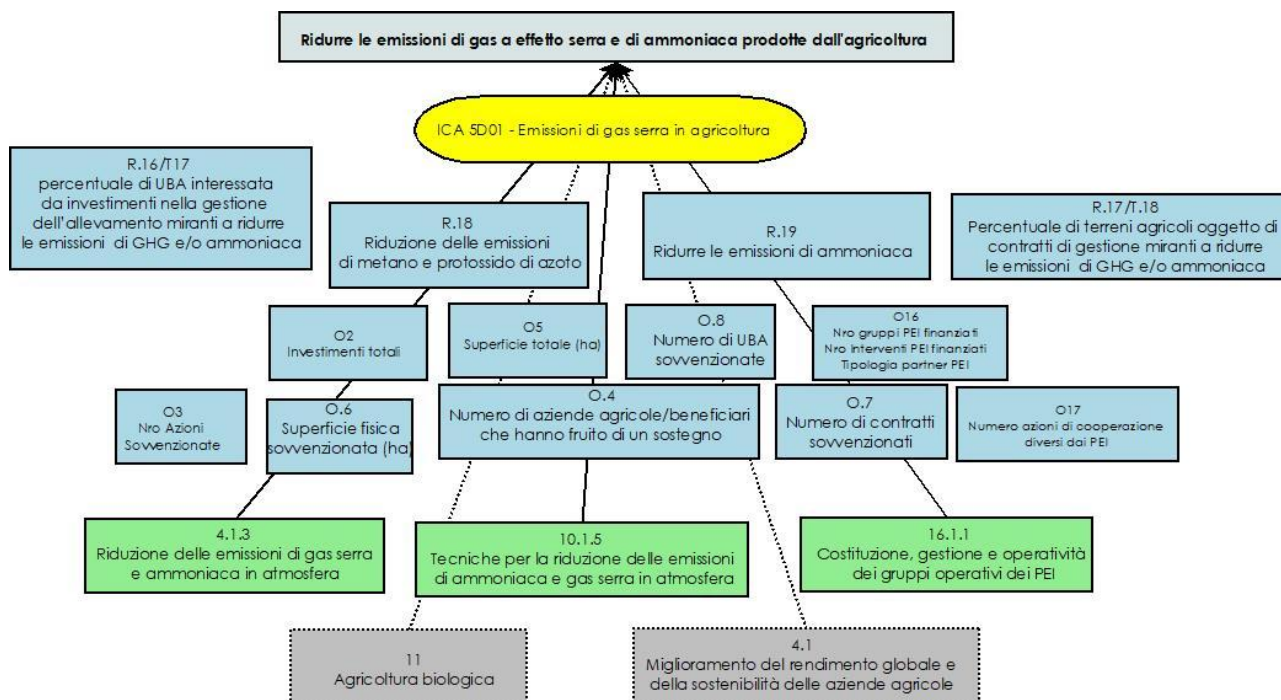 Ridurre le emissioni di gas a effetto serra e di ammoniaca prodotte dall'agricoltura
ICA 5D01 - Emissioni di gas serra in agricoltura
R.16/T17
percentuale di UBA interessata
da investimenti nella gestione
dell'allevamento miranti a ridurre
le emissioni di GHG e/o ammoniaca
R.18
Riduzione delle emissioni
di metano e protossido di azoto
R.19
Ridurre le emissioni di ammoniaca
R.17/T.18
Percentuale di terreni agricoli oggetto di
contratti di gestione miranti a ridurre
le emissioni di GHG e/o ammoniaca
O2
Investimenti totali
O5
Superficie totale (ha)
O.8
Numero di UBA
sovvenzionate
O16
Nro gruppi PEI finanziati
Nro Interventi PEI finanziati
Tipologia partner PEI
O3
Nro Azioni
Sovvenzionate
O.6
Superficie fisica
sovvenzionata (ha)
O.4
Numero di aziende agricole/beneficiari
che hanno fruito di un sostegno
O.7
Numero di contratti
sovvenzionati
O17
Numero azioni di cooperazione
diversi dai PEI
4.1.3
Riduzione delle emissioni di gas serra
e ammoniaca in atmosfera
10.1.5
Tecniche per la riduzione delle emissioni
di ammoniaca e gas serra in atmosfera
16.1.1
Costituzione, gestione e operatività
dei gruppi operativi dei PEI
11
Agricoltura biologica
4.1
Miglioramento del rendimento globale e
della sostenibilità delle aziende agricole